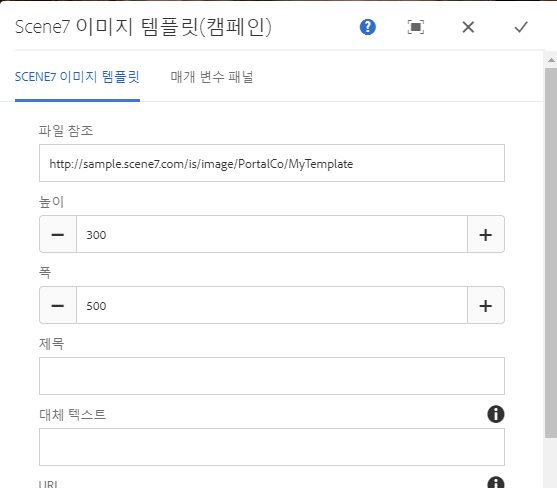 Scene7 이미지 템플릿(캠페인)
SCENE7 이미지 템플릿 매개 변수 패널
파일 참조
http://sample.scene7.com/is/image/PortalCo/MyTemplate
높이
300
폭
500
제목
대체 텍스트
URL